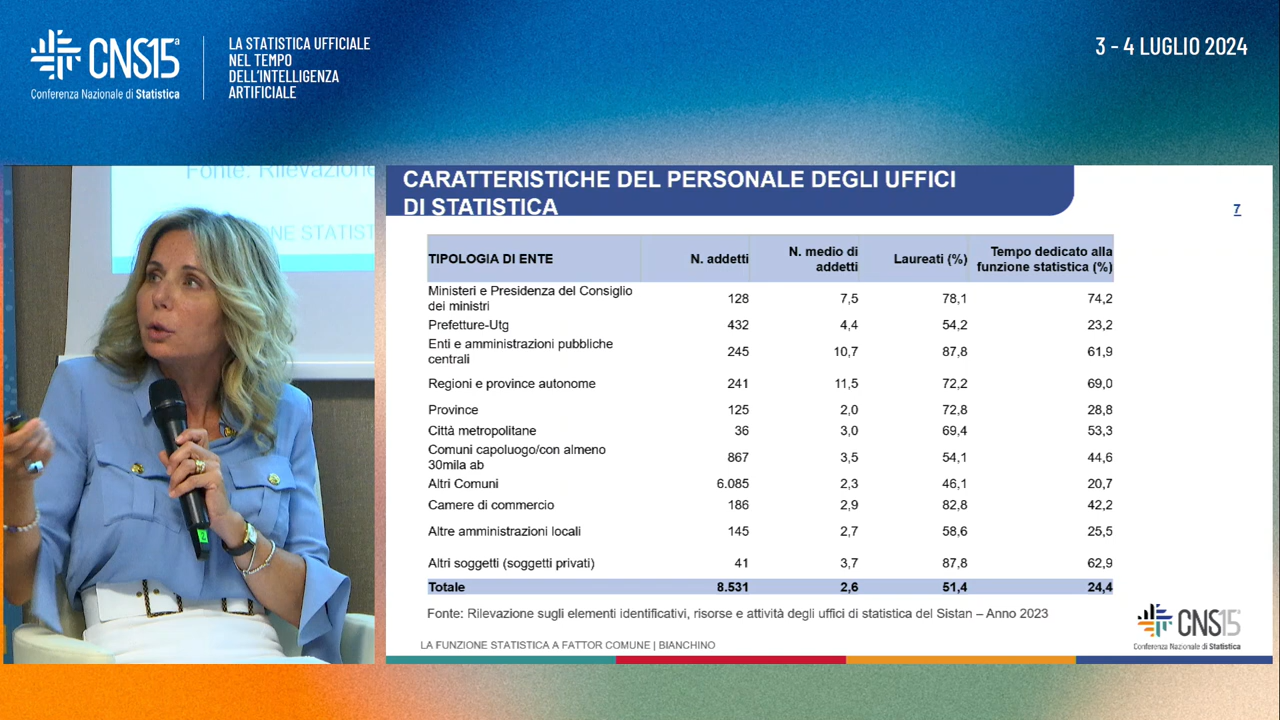 CNS15ª
Conferenza Nazionale di Statistica
LA STATISTICA UFFICIALE
NEL TEMPO
DELL'INTELLIGENZA
ARTIFICIALE
3 - 4 LUGLIO 2024
Fonte: Rilevazione
NE STATIST
CARATTERISTICHE DEL PERSONALE DEGLI UFFICI
DI STATISTICA
7
TIPOLOGIA DI ENTE N. addetti N. medio di addetti Laureati (%) Tempo dedicato alla funzione statistica (%)
Ministeri e Presidenza del Consiglio dei ministri 128 7,5 78,1 74,2
Prefetture-Utg 432 4,4 54,2 23,2
Enti e amministrazioni pubbliche centrali 245 10,7 87,8 61,9
Regioni e province autonome 241 11,5 72,2 69,0
Province 125 2,0 72,8 28,8
Città metropolitane 36 3,0 69,4 53,3
Comuni capoluogo/con almeno 30mila ab 867 3,5 54,1 44,6
Altri Comuni 6.085 2,3 46,1 20,7
Camere di commercio 186 2,9 82,8 42,2
Altre amministrazioni locali 145 2,7 58,6 25,5
Altri soggetti (soggetti privati) 41 3,7 87,8 62,9
Totale 8.531 2,6 51,4 24,4
Fonte: Rilevazione sugli elementi identificativi, risorse e attività degli uffici di statistica del Sistan – Anno 2023
LA FUNZIONE STATISTICA A FATTOR COMUNE | BIANCHINO
CNS15ª
Conferenza Nazionale di Statistica